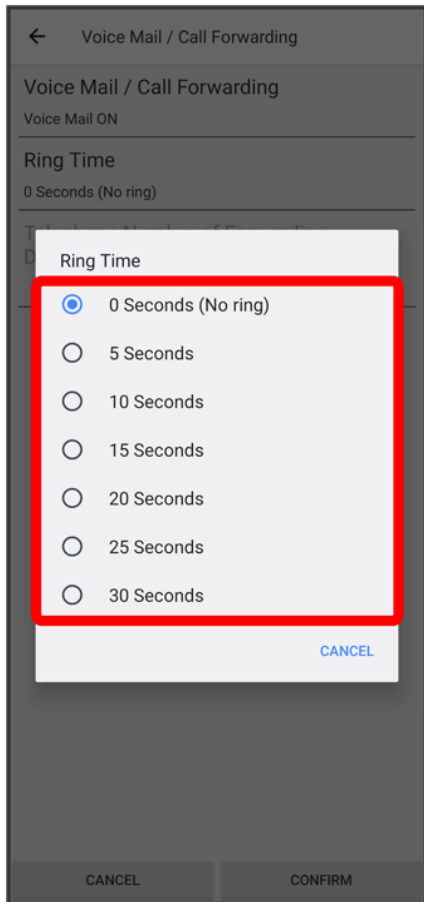 Voice Mail / Call Forwarding
Voice Mail / Call Forwarding
Voice Mail ON
Ring Time
0 Seconds (No ring)
Ring Time
0 Seconds (No ring)
5 Seconds
10 Seconds
15 Seconds
20 Seconds
25 Seconds
30 Seconds
CANCEL
CANCEL
CONFIRM